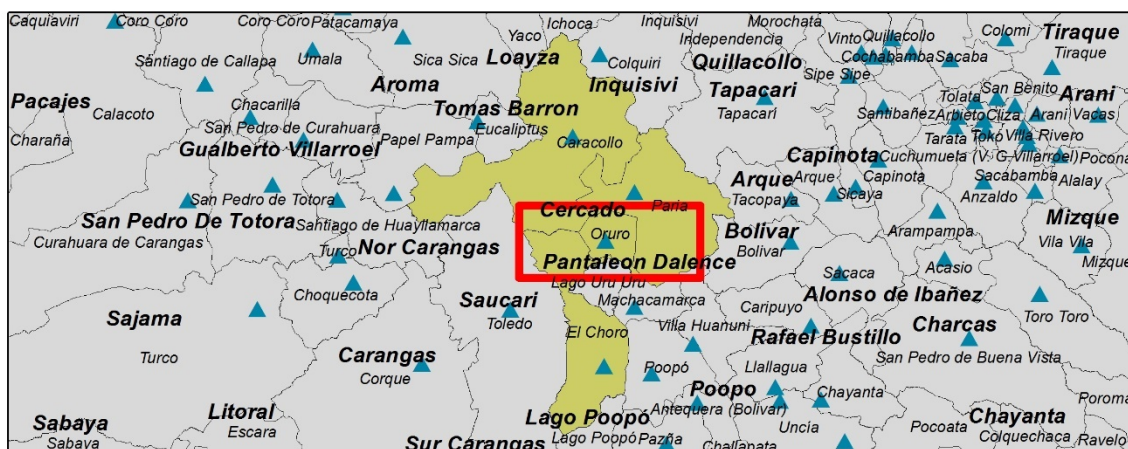 Caquiaviri
Coro Coro
Coro Coro
Patacamaya
Ichoca
Inquisivi
Morochata
Yaco
Independencia
Vinto
Quillacollo
Colomi
Tiraque
Santiago de Callapa
Umala
Sica Sica
Loayza
Colquiri
Quillacollo
Cochabamba
Sacaba
Tiraque
Sipe Sipe
Pacajes
Aroma
Inquisivi
Tapacari
San Benito
Arani
Calacoto
Chacarilla
Tomas Barron
Tapacarí
Santibáñez
Tolata
Arbieto
Cliza
Arani
Vacas
Charaña
San Pedro de Curahuara
Papel Pampa
Eucaliptus
Caracollo
Tarata
Toko
Villa Rivero
Gualberto Villarroel
Capinota
Cuchumuela (V. G. Villarroel)
Pocona
Arque
Arque
Capinota
Sacabamba
Alalay
San Pedro de Totora
Paria
Tacopaya
Sicaya
Anzaldo
San Pedro De Totora
Santiago de Huayllamarca
Cercado
Arampampa
Mizque
Curahuara de Carangas
Nor Carangas
Oruro
Bolivar
Bolívar
Vila Vila
Turco
Pantaleon Dalence
Mizque
Choquecota
Lago Uru Uru
Sacaca
Acasio
Saucari
Machacamarca
Caripuyo
Alonso de Ibañez
Toro Toro
Sajama
Toledo
El Choro
Villa Huanuni
Rafael Bustillo
Charcas
Turco
Carangas
San Pedro de Buena Vista
Corque
Poopó
Llallagua
Poopo
Chayanta
Poroma
Litoral
Lago Poopó
Antequera (Bolivar)
Chayanta
Sabaya
Escara
Uncia
Pocoata
Sabaya
Sur Carangas
Lago Poopó
Pazña
Challapata
Colquechaca
Ravelo